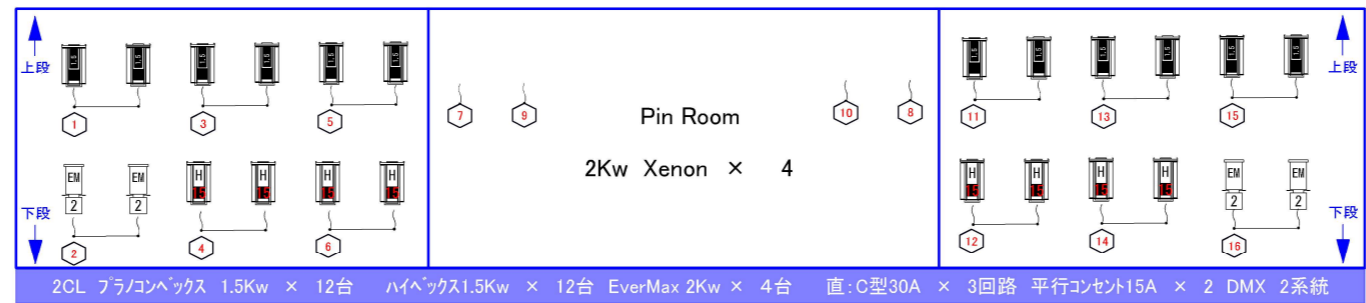 1.5 1.5 1.5 1.5 1.5 1.5 1.5 1.5 1.5 1.5 1.5 1.5
上段 上段
1 3 5 7 9 Pin Room 10 8 11 13 15
2Kw Xenon × 4
EM EM H H H H H H H H EM EM
2 2 15 15 15 15 15 15 15 15 2 2
下段 下段
2 4 6 12 14 16
2CL ﾌﾟﾗﾉｺﾝﾍﾞｯｸｽ 1.5Kw × 12台 ﾊｲﾍﾞｯｸｽ1.5Kw × 12台 EverMax 2Kw × 4台 直:C型30A × 3回路 平行ｺﾝｾﾝﾄ15A × 2 DMX 2系統